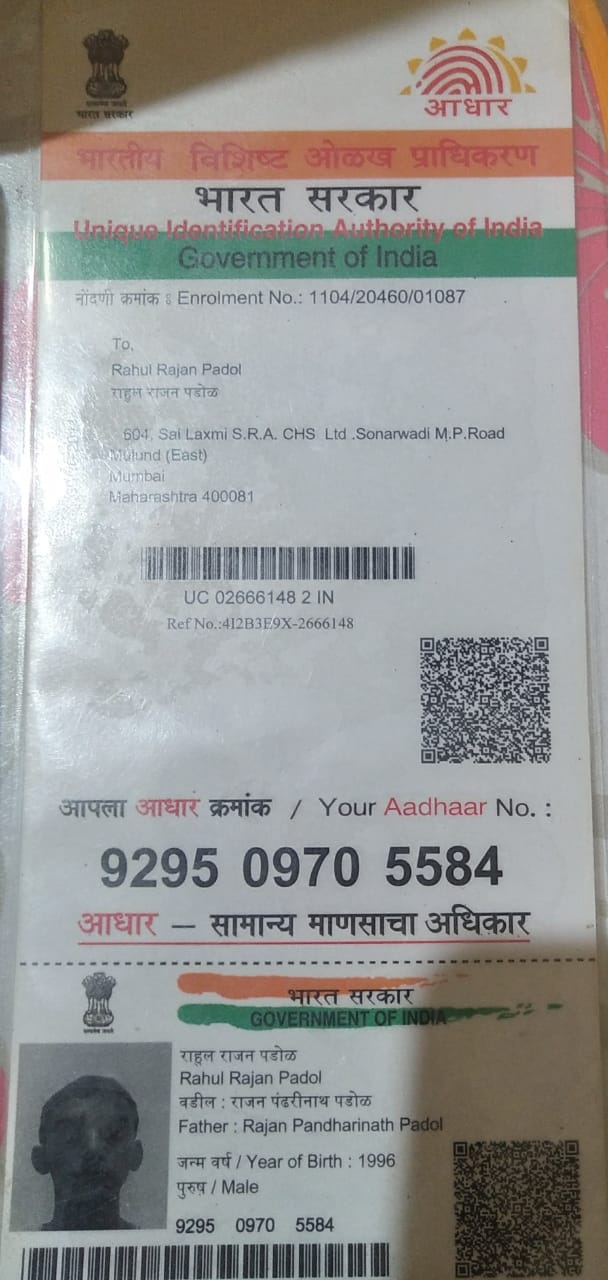 भारत सरकार
आधार
भारतीय विशिष्ट ओळख प्राधिकरण
भारत सरकार
Unique Identification Authority of India
Government of India
नोंदणी क्रमांक : Enrolment No.: 1104/20460/01087
To,
Rahul Rajan Padol
राहूल राजन पडोळ
604, Sai Laxmi S.R.A. CHS Ltd .Sonarwadi M.P.Road
Mulund (East)
Mumbai
Maharashtra 400081
UC 02666148 2 IN
Ref No.:4I2B3E9X-2666148
आपला आधार क्रमांक / Your Aadhaar No. :
9295 0970 5584
आधार — सामान्य माणसाचा अधिकार
भारत सरकार
GOVERNMENT OF INDIA
राहूल राजन पडोळ
Rahul Rajan Padol
वडील : राजन पंढरीनाथ पडोळ
Father : Rajan Pandharinath Padol
जन्म वर्ष / Year of Birth : 1996
पुरुष / Male
9295 0970 5584